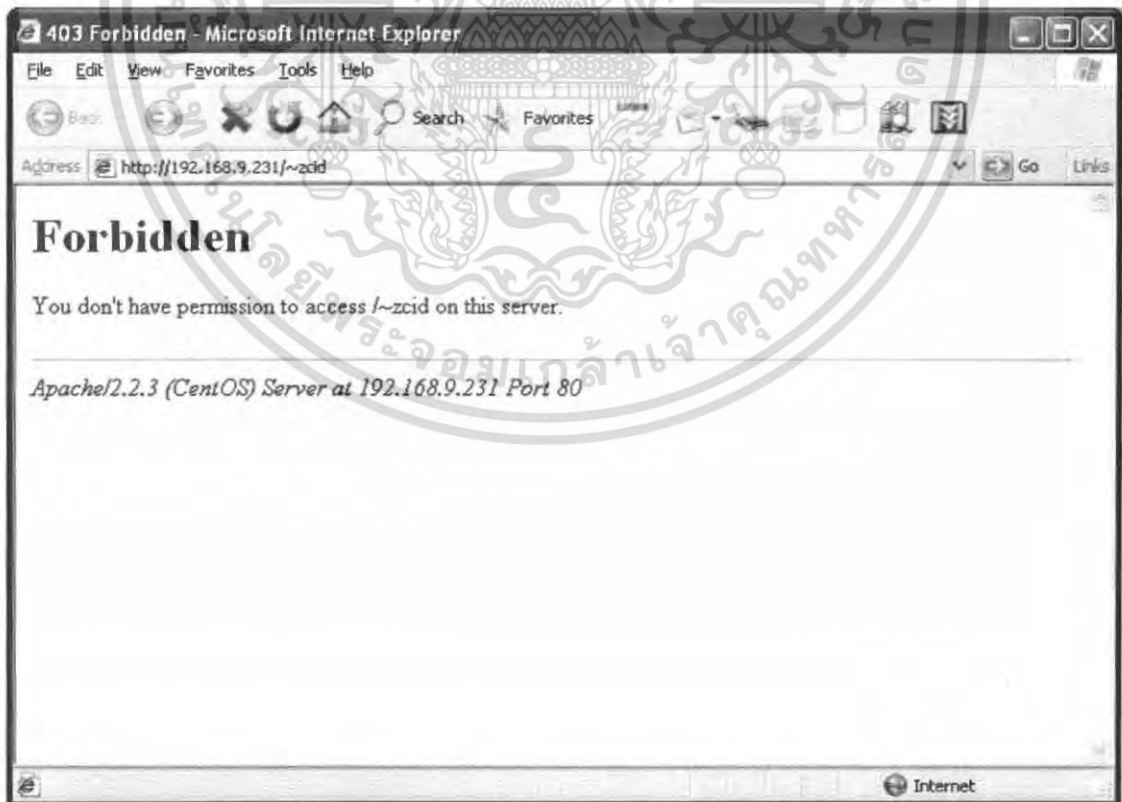 403 Forbidden - Microsoft Internet Explorer
File Edit View Favorites Tools Help
Back Search Favorites
Address http://192.168.9.231/~zcid Go Links
Forbidden
You don't have permission to access /~zcid on this server.
Apache/2.2.3 (CentOS) Server at 192.168.9.231 Port 80
Internet